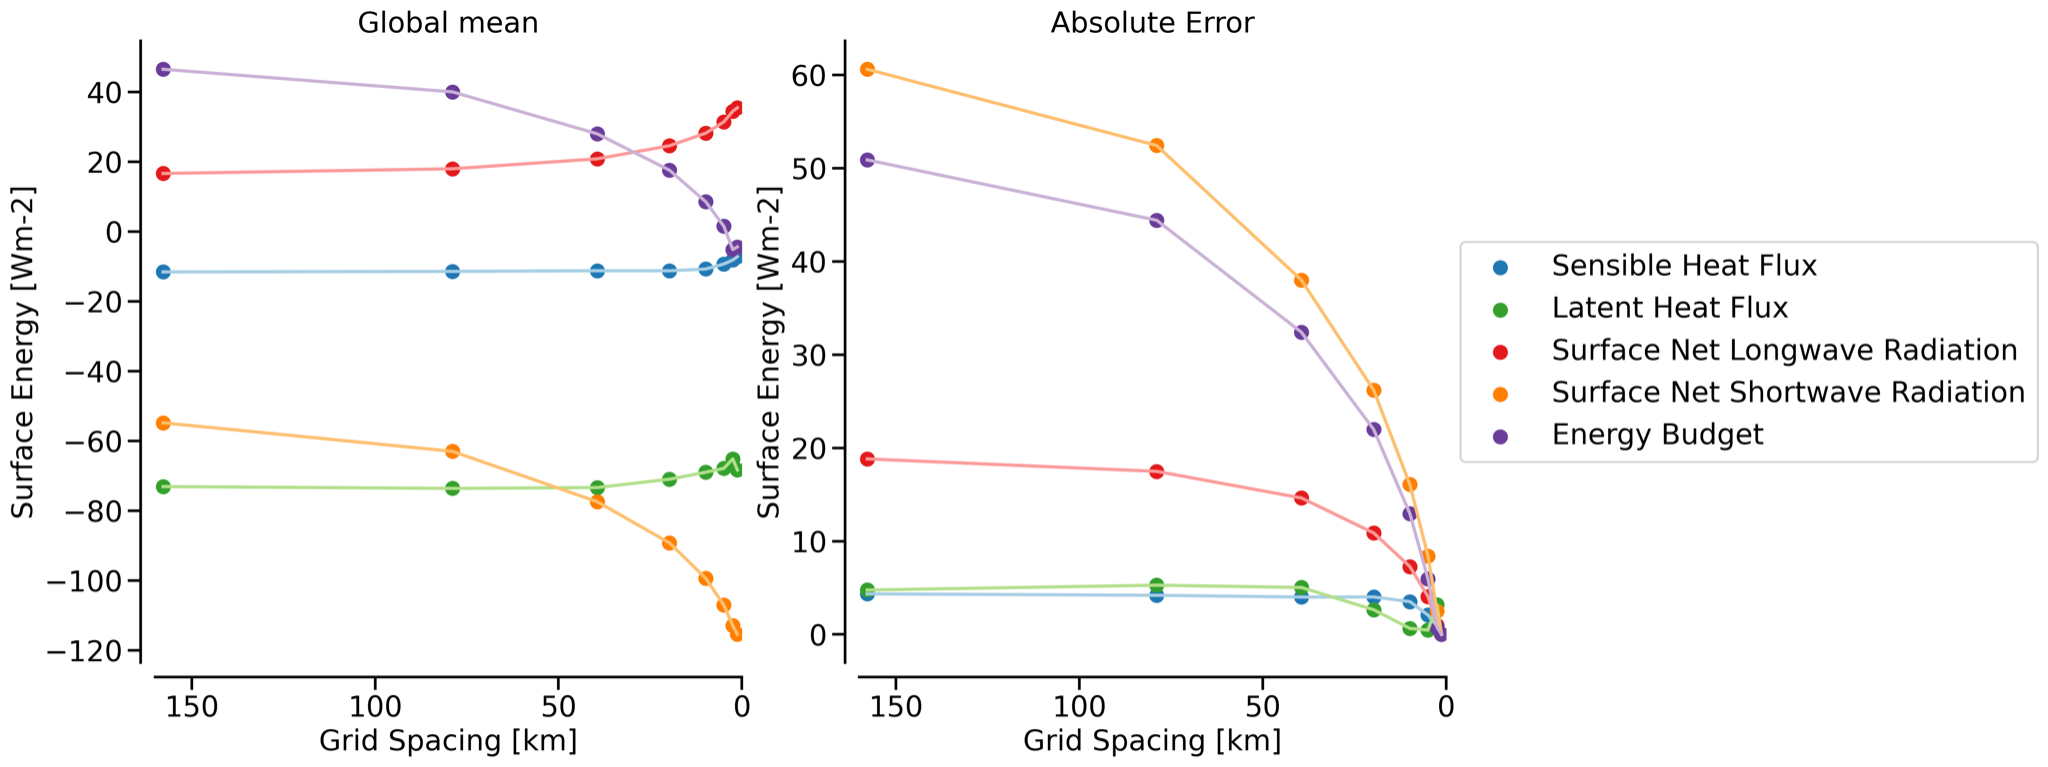 Global mean
Surface Energy [Wm-2]
40
20
0
−20
−40
−60
−80
−100
−120
150 100 50 0
Grid Spacing [km]
Absolute Error
Surface Energy [Wm-2]
60
50
40
30
20
10
0
150 100 50 0
Grid Spacing [km]
Sensible Heat Flux
Latent Heat Flux
Surface Net Longwave Radiation
Surface Net Shortwave Radiation
Energy Budget